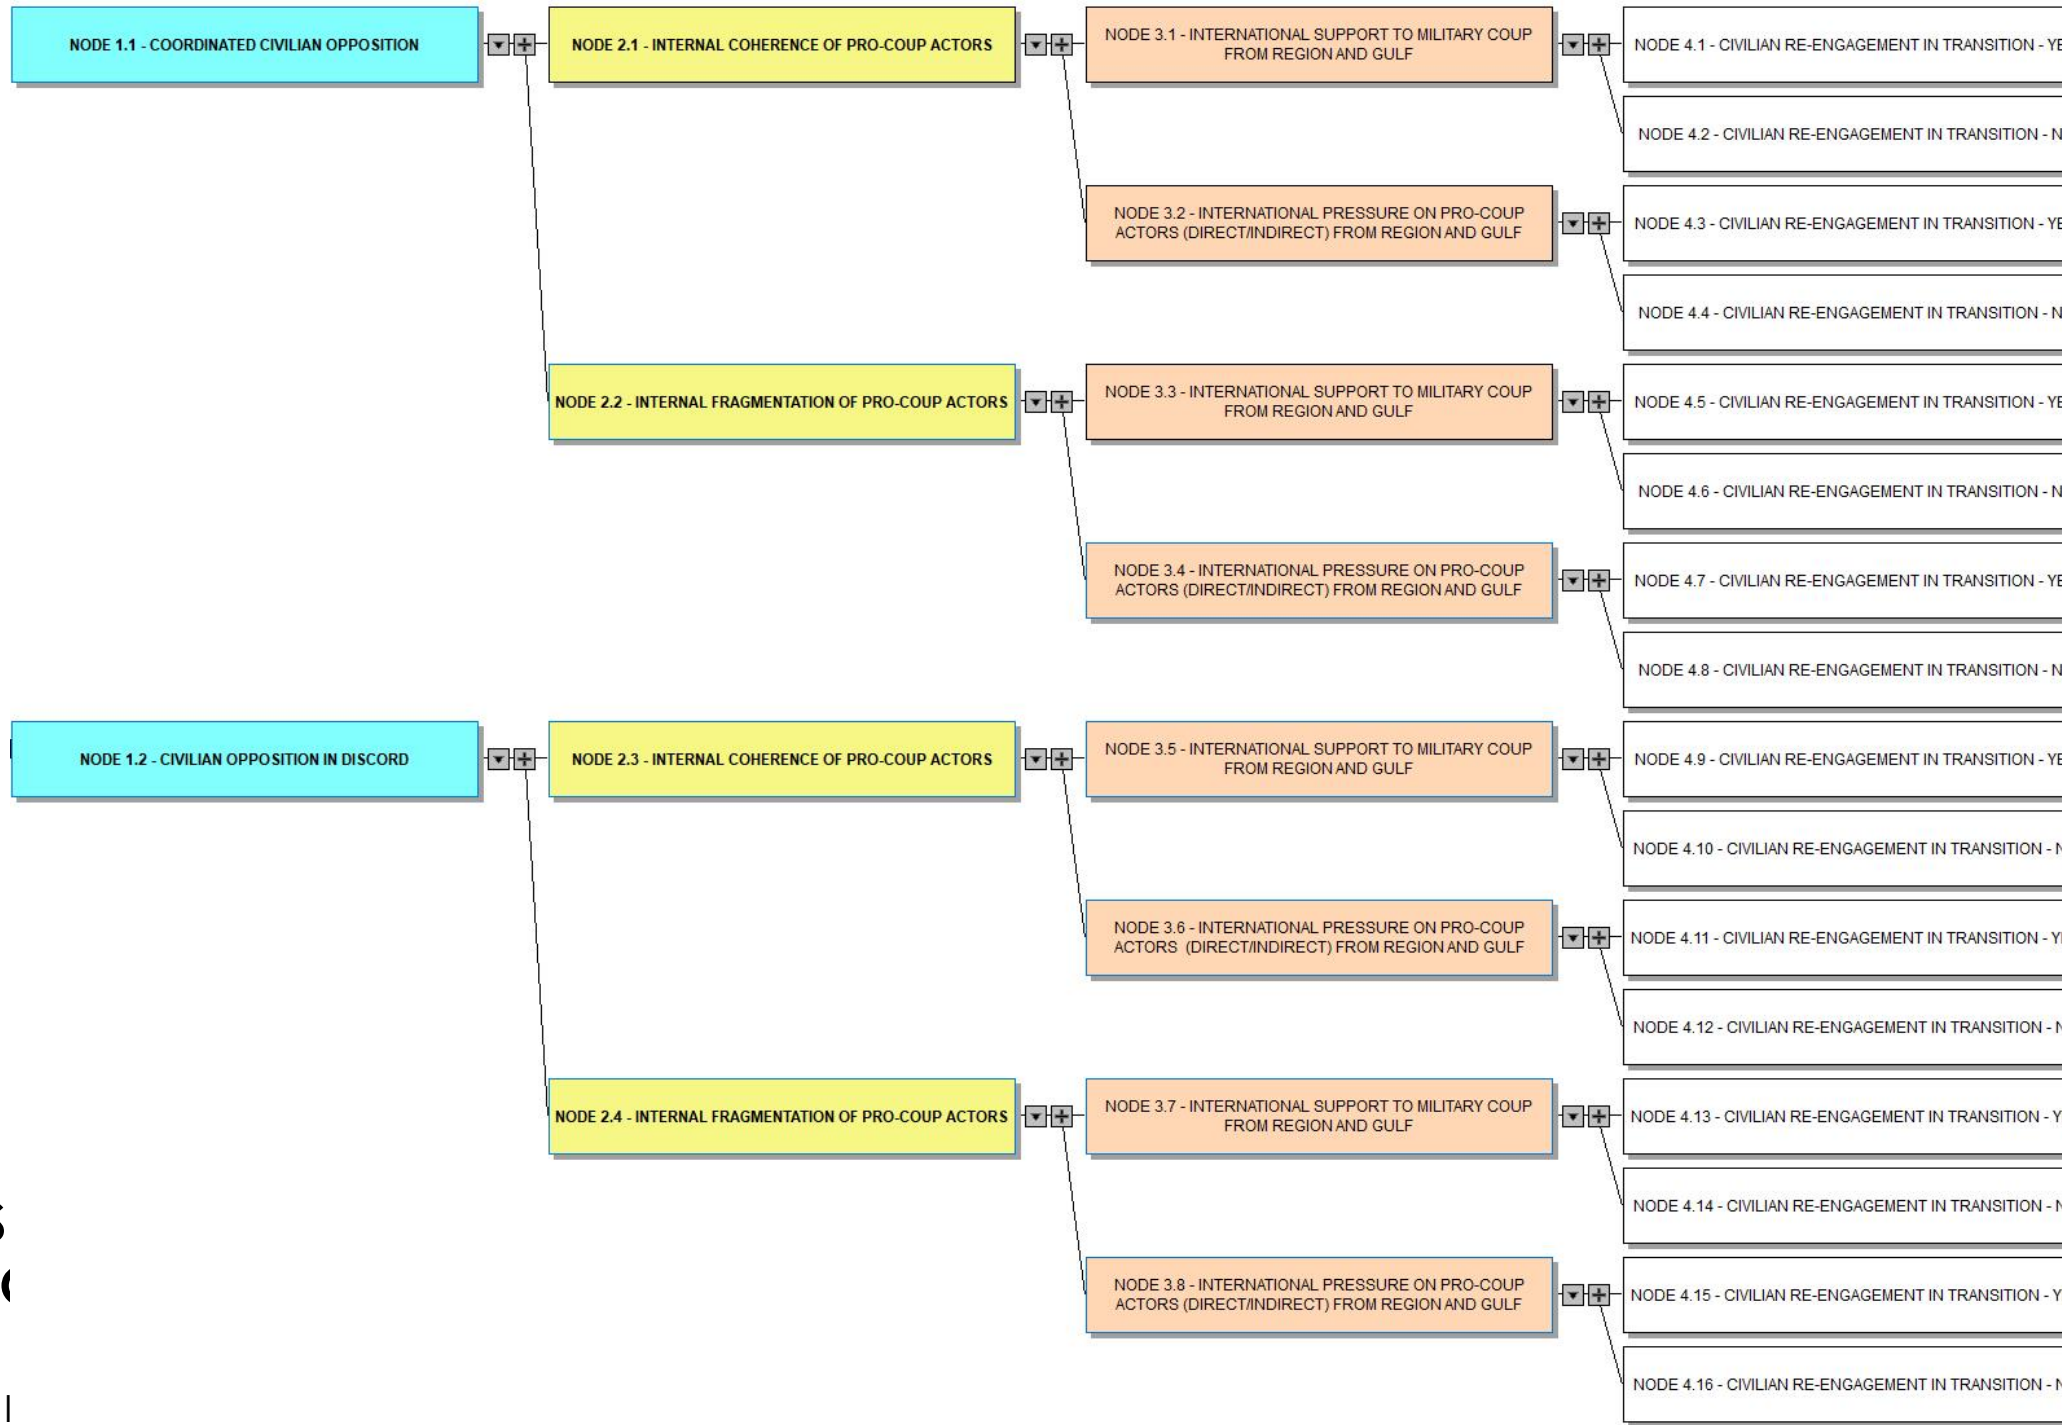 NODE 1.1 - COORDINATED CIVILIAN OPPOSITION
NODE 2.1 - INTERNAL COHERENCE OF PRO-COUP ACTORS
NODE 3.1 - INTERNATIONAL SUPPORT TO MILITARY COUP
FROM REGION AND GULF
NODE 4.1 - CIVILIAN RE-ENGAGEMENT IN TRANSITION - YE
NODE 4.2 - CIVILIAN RE-ENGAGEMENT IN TRANSITION - N
NODE 3.2 - INTERNATIONAL PRESSURE ON PRO-COUP
ACTORS (DIRECT/INDIRECT) FROM REGION AND GULF
NODE 4.3 - CIVILIAN RE-ENGAGEMENT IN TRANSITION - YE
NODE 4.4 - CIVILIAN RE-ENGAGEMENT IN TRANSITION - N
NODE 2.2 - INTERNAL FRAGMENTATION OF PRO-COUP ACTORS
NODE 3.3 - INTERNATIONAL SUPPORT TO MILITARY COUP
FROM REGION AND GULF
NODE 4.5 - CIVILIAN RE-ENGAGEMENT IN TRANSITION - YE
NODE 4.6 - CIVILIAN RE-ENGAGEMENT IN TRANSITION - N
NODE 3.4 - INTERNATIONAL PRESSURE ON PRO-COUP
ACTORS (DIRECT/INDIRECT) FROM REGION AND GULF
NODE 4.7 - CIVILIAN RE-ENGAGEMENT IN TRANSITION - YE
NODE 4.8 - CIVILIAN RE-ENGAGEMENT IN TRANSITION - N
NODE 1.2 - CIVILIAN OPPOSITION IN DISCORD
NODE 2.3 - INTERNAL COHERENCE OF PRO-COUP ACTORS
NODE 3.5 - INTERNATIONAL SUPPORT TO MILITARY COUP
FROM REGION AND GULF
NODE 4.9 - CIVILIAN RE-ENGAGEMENT IN TRANSITION - YE
NODE 4.10 - CIVILIAN RE-ENGAGEMENT IN TRANSITION - N
NODE 3.6 - INTERNATIONAL PRESSURE ON PRO-COUP
ACTORS (DIRECT/INDIRECT) FROM REGION AND GULF
NODE 4.11 - CIVILIAN RE-ENGAGEMENT IN TRANSITION - Y
NODE 4.12 - CIVILIAN RE-ENGAGEMENT IN TRANSITION - N
NODE 2.4 - INTERNAL FRAGMENTATION OF PRO-COUP ACTORS
NODE 3.7 - INTERNATIONAL SUPPORT TO MILITARY COUP
FROM REGION AND GULF
NODE 4.13 - CIVILIAN RE-ENGAGEMENT IN TRANSITION - Y
NODE 4.14 - CIVILIAN RE-ENGAGEMENT IN TRANSITION - N
NODE 3.8 - INTERNATIONAL PRESSURE ON PRO-COUP
ACTORS (DIRECT/INDIRECT) FROM REGION AND GULF
NODE 4.15 - CIVILIAN RE-ENGAGEMENT IN TRANSITION - Y
NODE 4.16 - CIVILIAN RE-ENGAGEMENT IN TRANSITION - N